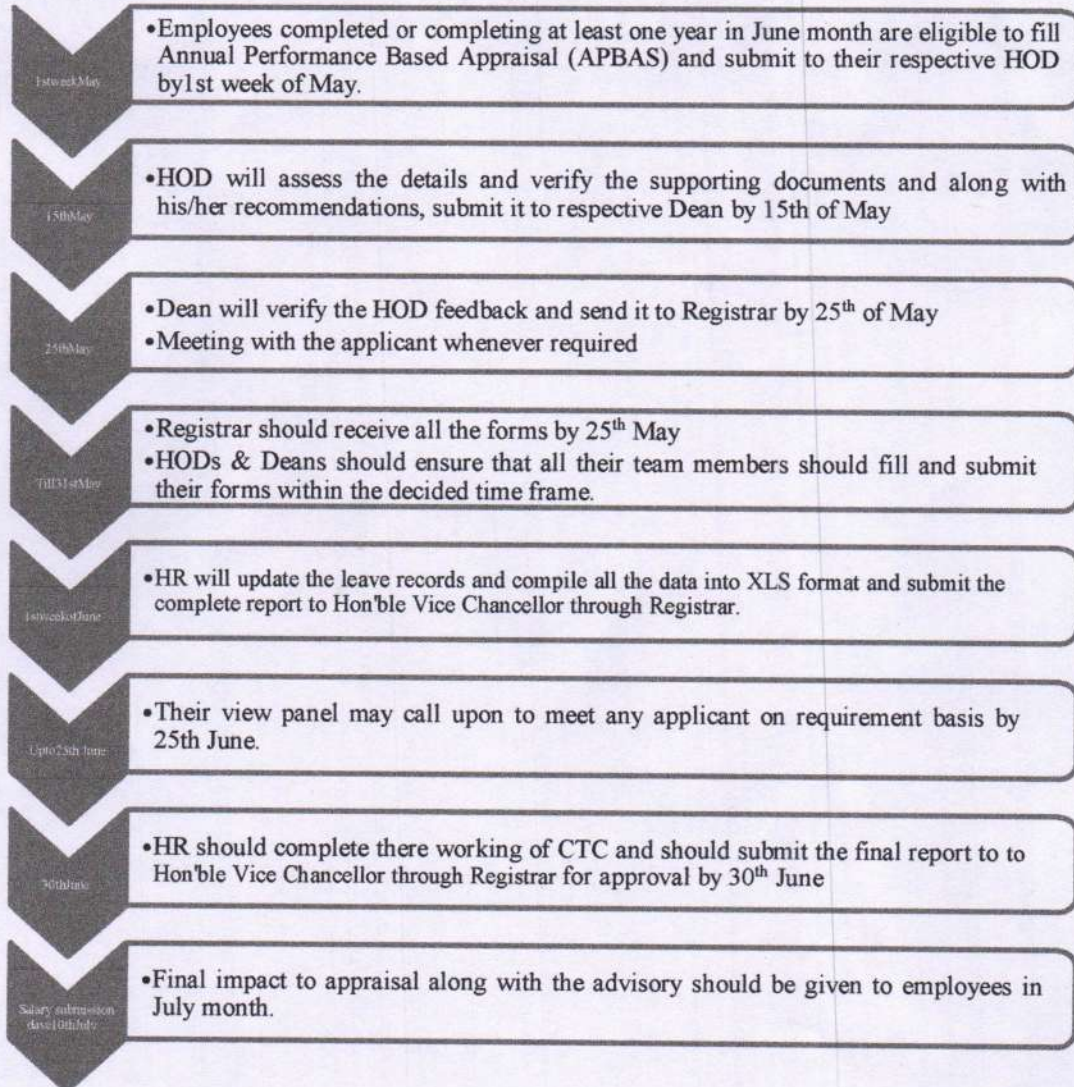 1stweekMay
•Employees completed or completing at least one year in June month are eligible to fill
Annual Performance Based Appraisal (APBAS) and submit to their respective HOD
by1st week of May.
15thMay
•HOD will assess the details and verify the supporting documents and along with
his/her recommendations, submit it to respective Dean by 15th of May
25thMay
•Dean will verify the HOD feedback and send it to Registrar by 25th of May
•Meeting with the applicant whenever required
Till31stMay
•Registrar should receive all the forms by 25th May
•HODs & Deans should ensure that all their team members should fill and submit
their forms within the decided time frame.
1stweekofJune
•HR will update the leave records and compile all the data into XLS format and submit the
complete report to Hon'ble Vice Chancellor through Registrar.
Upto25th June
•Their view panel may call upon to meet any applicant on requirement basis by
25th June.
30thJune
•HR should complete there working of CTC and should submit the final report to to
Hon'ble Vice Chancellor through Registrar for approval by 30th June
Salary submission
10thJuly
•Final impact to appraisal along with the advisory should be given to employees in
July month.